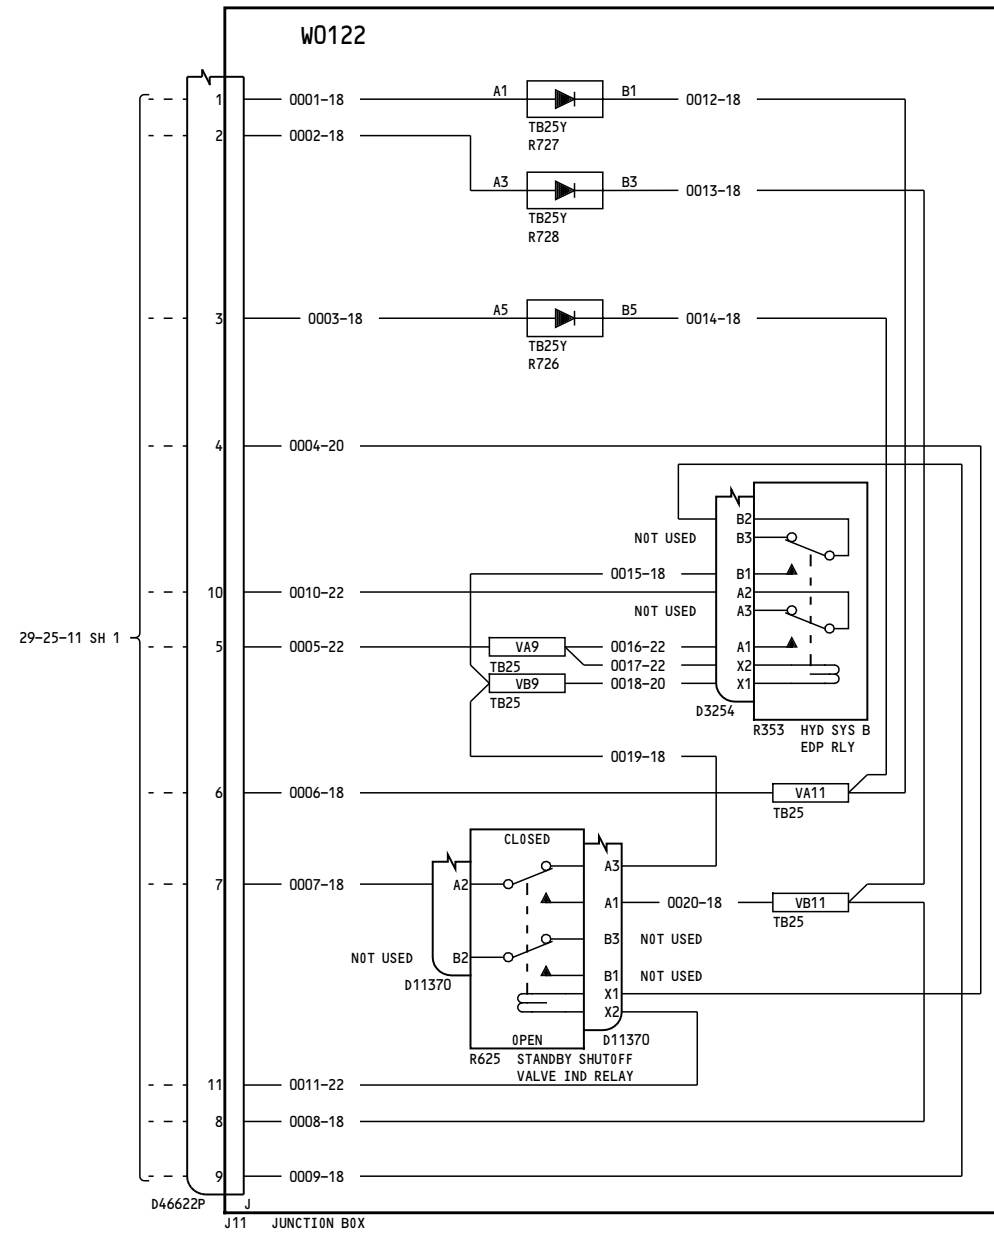 W0122
1 0001-18 A1 B1 0012-18
TB25Y
R727
2 0002-18
A3 B3 0013-18
TB25Y
R728
3 0003-18 A5 B5 0014-18
TB25Y
R726
4 0004-20
B2
NOT USED B3
0015-18 B1
10 0010-22 A2
NOT USED A3
29-25-11 SH 1
5 0005-22 VA9 0016-22 A1
TB25 0017-22 X2
VB9 0018-20 X1
TB25
D3254
R353 HYD SYS B
EDP RLY
0019-18
6 0006-18 VA11
TB25
CLOSED
A3
7 0007-18 A2
A1 0020-18 VB11
TB25
B3 NOT USED
NOT USED B2
B1 NOT USED
D11370
X1
X2
OPEN D11370
R625 STANDBY SHUTOFF
VALVE IND RELAY
11 0011-22
8 0008-18
9 0009-18
D46622P J
J11 JUNCTION BOX